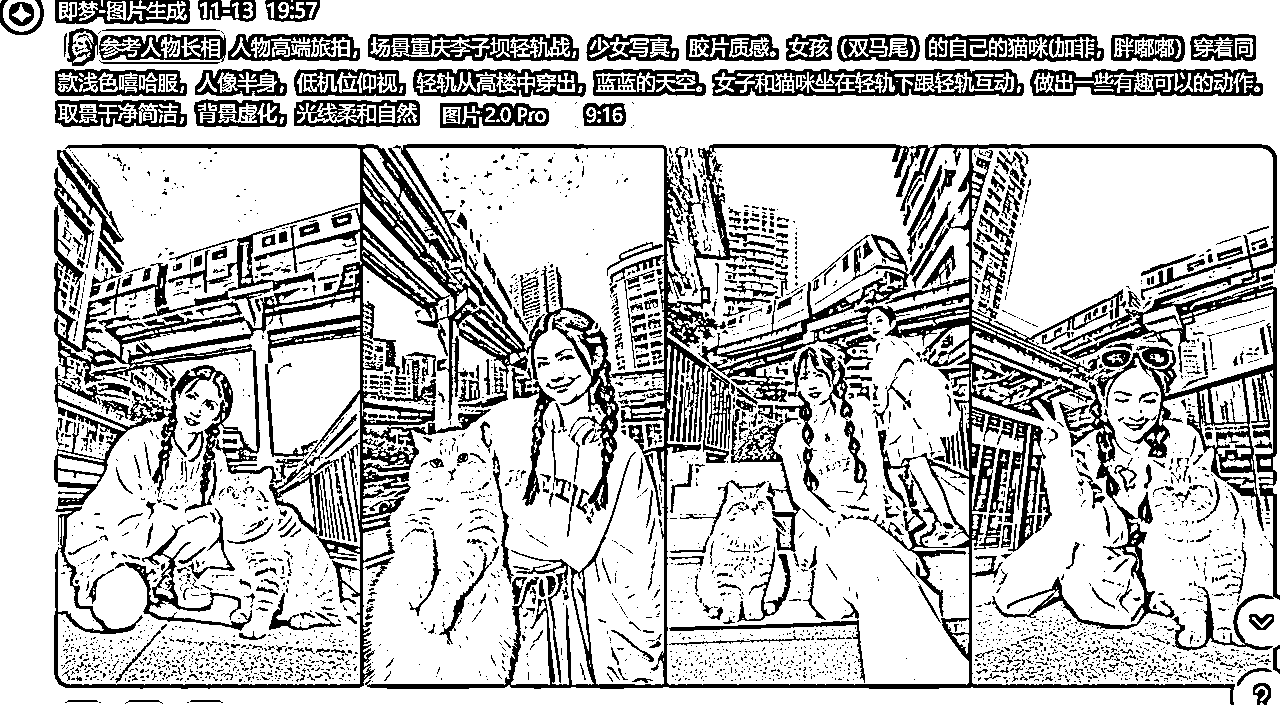 即梦-图片生成 11-13 19:57
参考人物长相 人物高端旅拍，场景重庆李子坝轻轨战，少女写真，胶片质感。女孩（双马尾）的自己的猫咪(加菲，胖嘟嘟) 穿着同
款浅色嘻哈服，人像半身，低机位仰视，轻轨从高楼中穿出，蓝蓝的天空。女子和猫咪坐在轻轨下跟轻轨互动，做出一些有趣可以的动作。
取景干净简洁，背景虚化，光线柔和自然 图片 2.0 Pro 9:16